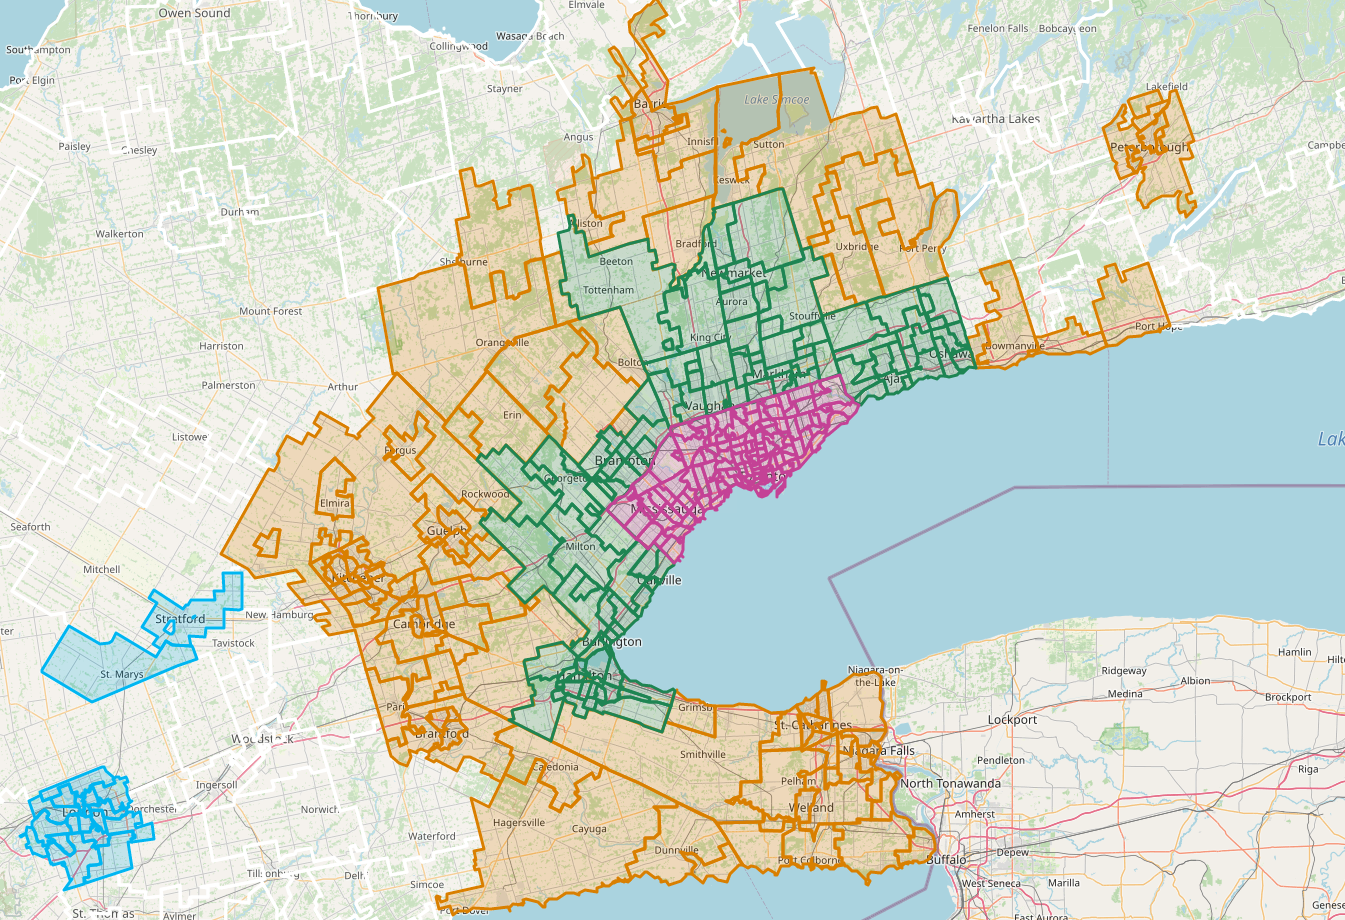 Owen Sound
Thornbury
Elmvale
Southampton
Collingwood
Wasaga Beach
Fenelon Falls
Bobcaygeon
Port Elgin
Stayner
Lakefield
Barrie
Lake Simcoe
Kawartha Lakes
Paisley
Chesley
Angus
Innisfil
Sutton
Peterborough
Campbe
Keswick
Durham
Walkerton
Alliston
Bradford
Uxbridge
Port Perry
Shelburne
Beeton
Newmarket
Tottenham
Aurora
Mount Forest
Stouffville
Port Hope
Harriston
Orangeville
King City
Bowmanville
Oshawa
Bolton
Palmerston
Arthur
Markham
Ajax
Vaughan
Erin
Listowel
Lak
Fergus
Brampton
Georgetown
Elmira
Rockwood
Mississauga
Seaforth
Guelph
Milton
Mitchell
Kitchener
Oakville
Stratford
New Hamburg
Cambridge
ter
Tavistock
Burlington
Hamlin
Hilto
St. Marys
Hamilton
Niagara-on-
the-Lake
Ridgeway
Albion
Medina
Brockport
Paris
Grimsby
Lockport
St. Catharines
Woodstock
Brantford
Smithville
Niagara Falls
Pendleton
Caledonia
Riga
Ingersoll
Pelham
North Tonawanda
London
Dorchester
Norwich
Welland
Amherst
Hagersville
Cayuga
Waterford
Dunnville
Port Colborne
Buffalo
Depew
Batavia
Tillsonburg
Delhi
Simcoe
West Seneca
Marilla
Port Dover
St. Thomas
Aylmer
East Aurora
Genese